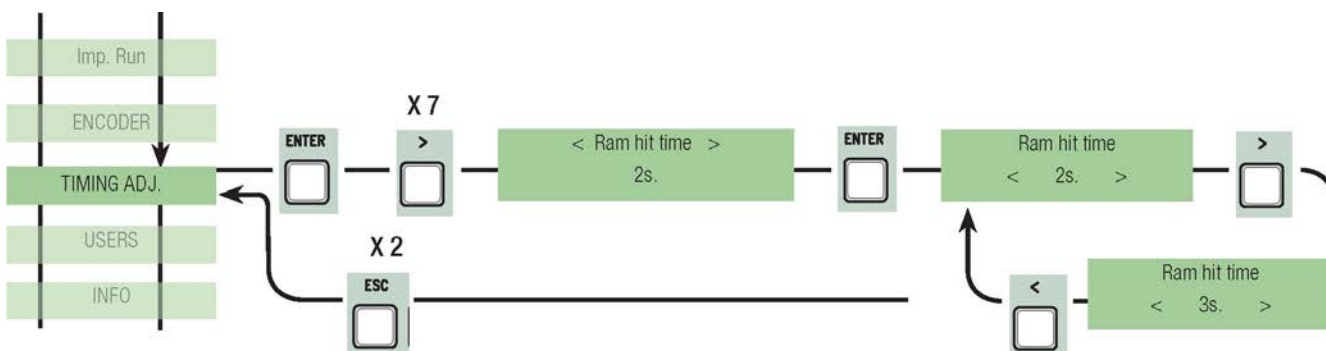 Imp. Run
ENCODER
TIMING ADJ.
USERS
INFO
ENTER
X 7
>
< Ram hit time >
2s.
ENTER
Ram hit time
< 2s. >
>
X 2
ESC
<
Ram hit time
< 3s. >